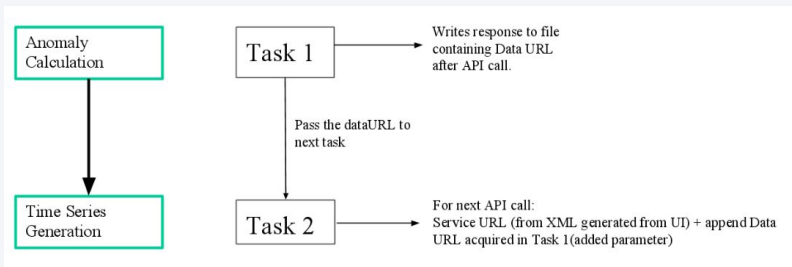 Anomaly
Calculation
Task 1
Writes response to file
containing Data URL
after API call.
Pass the dataURL to
next task
Time Series
Generation
Task 2
For next API call:
Service URL (from XML generated from UI) + append Data
URL acquired in Task 1(added parameter)